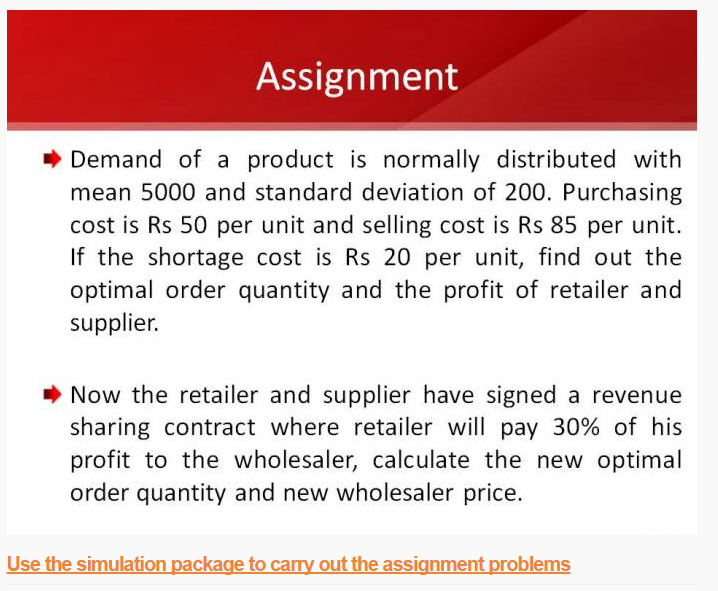 Assignment
Demand of a product is normally distributed with
mean 5000 and standard deviation of 200. Purchasing
cost is Rs 50 per unit and selling cost is Rs 85 per unit.
If the shortage cost is Rs 20 per unit, find out the
optimal order quantity and the profit of retailer and
supplier.
Now the retailer and supplier have signed a revenue
sharing contract where retailer will pay 30% of his
profit to the wholesaler, calculate the new optimal
order quantity and new wholesaler price.
Use the simulation package to carry out the assignment problems